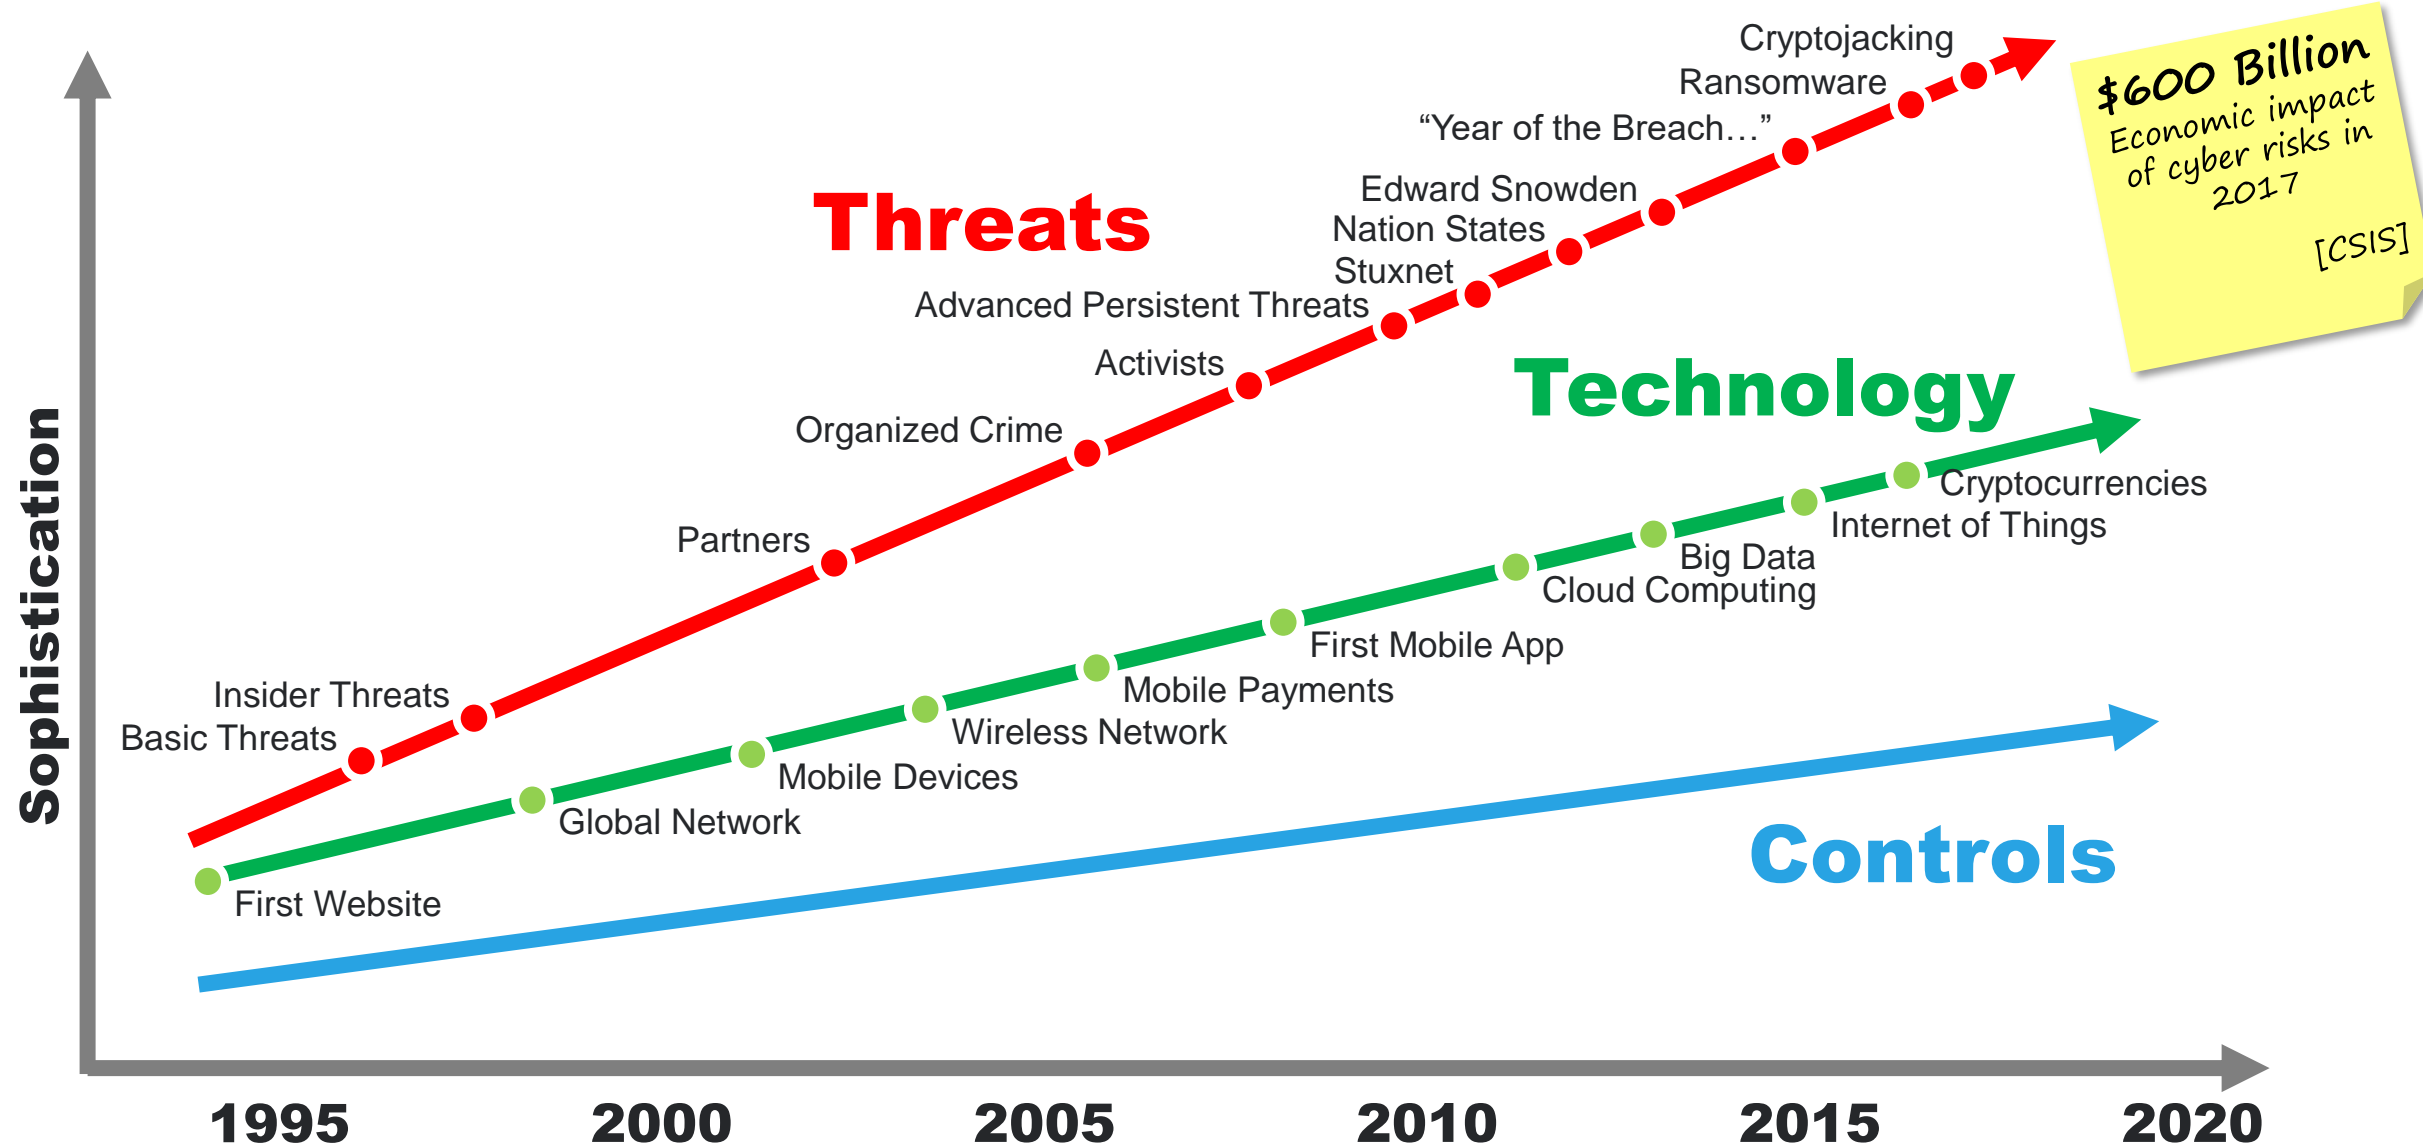 Cryptojacking
Ransomware
“Year of the Breach…”
Edward Snowden
Nation States
Stuxnet
Advanced Persistent Threats
Activists
Organized Crime
Partners
Insider Threats
Basic Threats
Threats
$600 Billion
Economic impact
of cyber risks in
2017
[CSIS]
Technology
Cryptocurrencies
Internet of Things
Big Data
Cloud Computing
First Mobile App
Mobile Payments
Wireless Network
Mobile Devices
Global Network
First Website
Controls
Sophistication
1995 2000 2005 2010 2015 2020